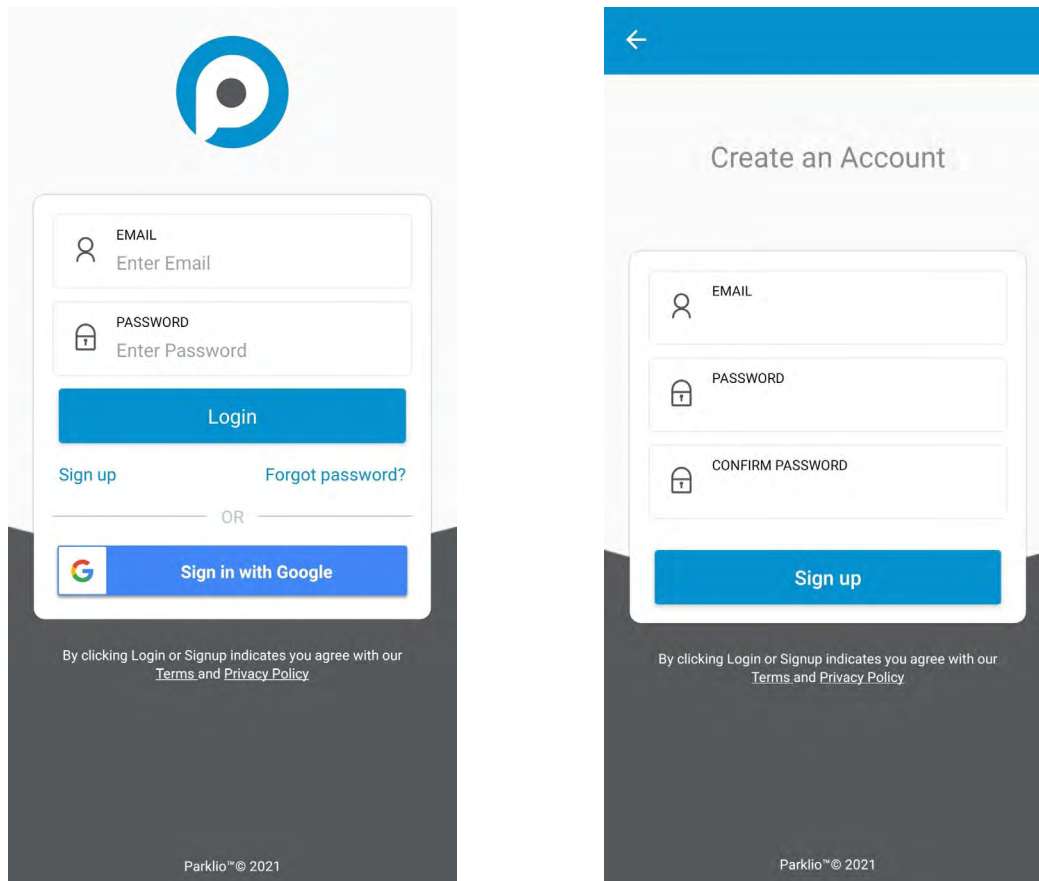 EMAIL
Enter Email
PASSWORD
Enter Password
Login
Sign up
Forgot password?
OR
Sign in with Google
By clicking Login or Signup indicates you agree with our
Terms and Privacy Policy
Parklio™© 2021
Create an Account
EMAIL
PASSWORD
CONFIRM PASSWORD
Sign up
By clicking Login or Signup indicates you agree with our
Terms and Privacy Policy
Parklio™© 2021